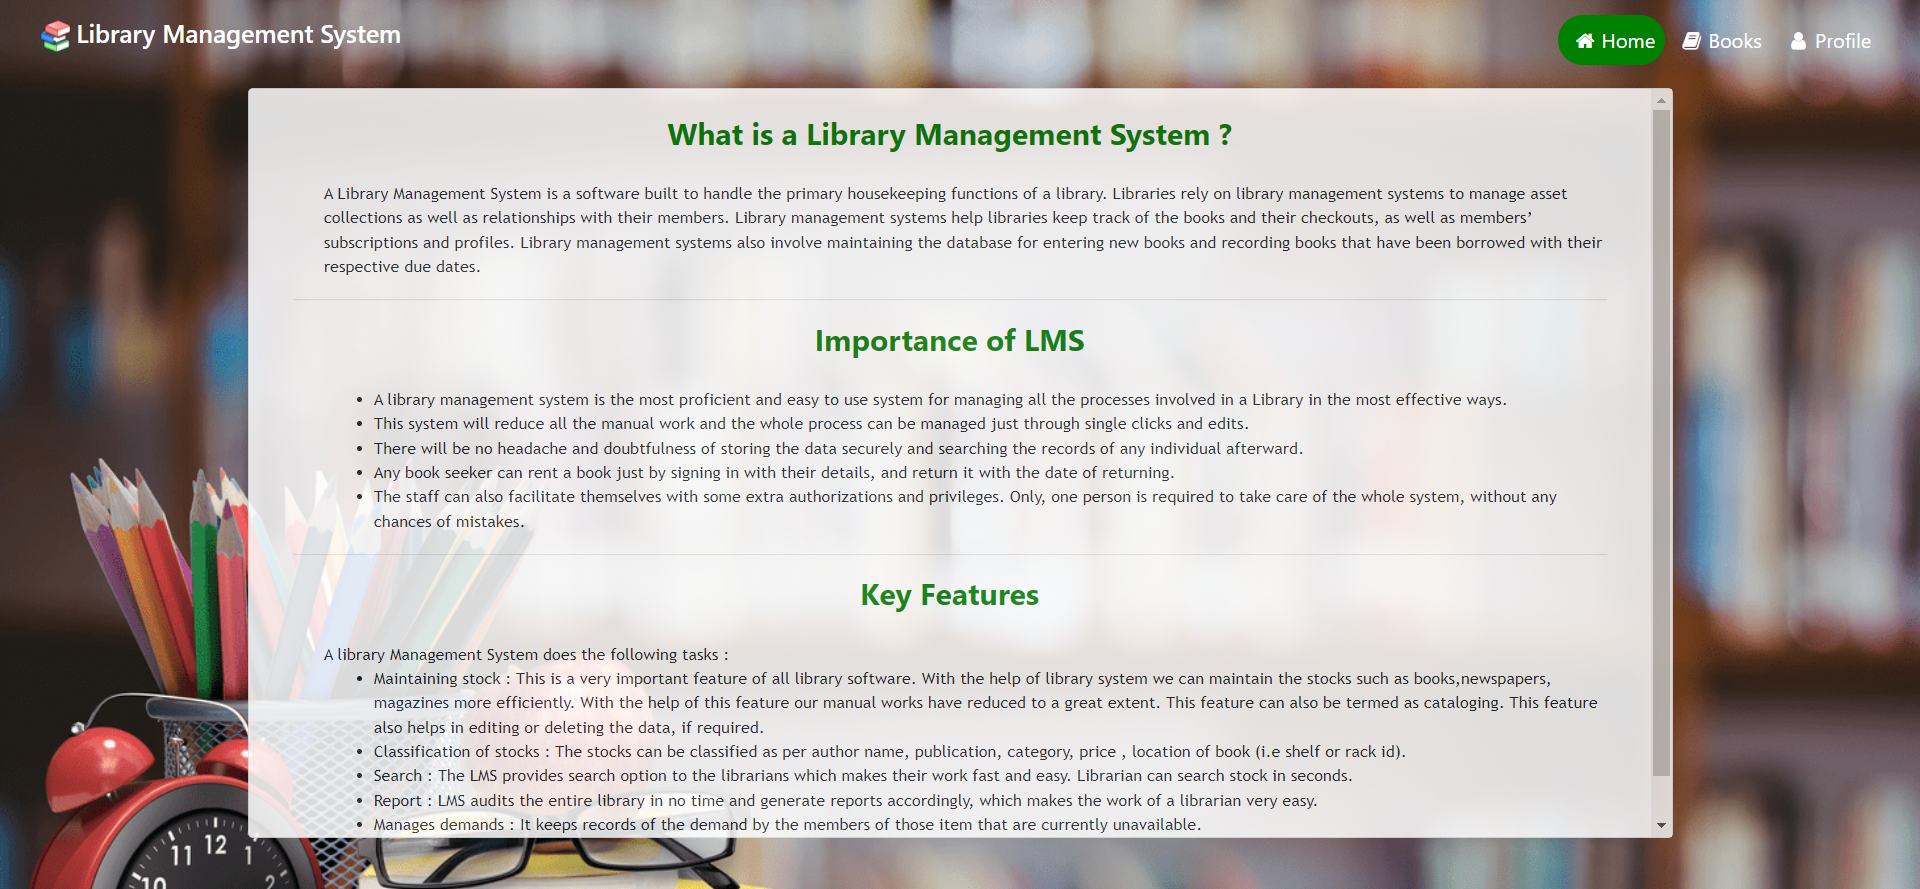 Library Management System
Home
Books
Profile
What is a Library Management System ?
A Library Management System is a software built to handle the primary housekeeping functions of a library. Libraries rely on library management systems to manage asset
collections as well as relationships with their members. Library management systems help libraries keep track of the books and their checkouts, as well as members’
subscriptions and profiles. Library management systems also involve maintaining the database for entering new books and recording books that have been borrowed with their
respective due dates.
Importance of LMS
• A library management system is the most proficient and easy to use system for managing all the processes involved in a Library in the most effective ways.
• This system will reduce all the manual work and the whole process can be managed just through single clicks and edits.
• There will be no headache and doubtfulness of storing the data securely and searching the records of any individual afterward.
• Any book seeker can rent a book just by signing in with their details, and return it with the date of returning.
• The staff can also facilitate themselves with some extra authorizations and privileges. Only, one person is required to take care of the whole system, without any
chances of mistakes.
Key Features
A library Management System does the following tasks :
• Maintaining stock : This is a very important feature of all library software. With the help of library system we can maintain the stocks such as books,newspapers,
magazines more efficiently. With the help of this feature our manual works have reduced to a great extent. This feature can also be termed as cataloging. This feature
also helps in editing or deleting the data, if required.
• Classification of stocks : The stocks can be classified as per author name, publication, category, price , location of book (i.e shelf or rack id).
• Search : The LMS provides search option to the librarians which makes their work fast and easy. Librarian can search stock in seconds.
• Report : LMS audits the entire library in no time and generate reports accordingly, which makes the work of a librarian very easy.
• Manages demands : It keeps records of the demand by the members of those item that are currently unavailable.
11 12 1
10 2